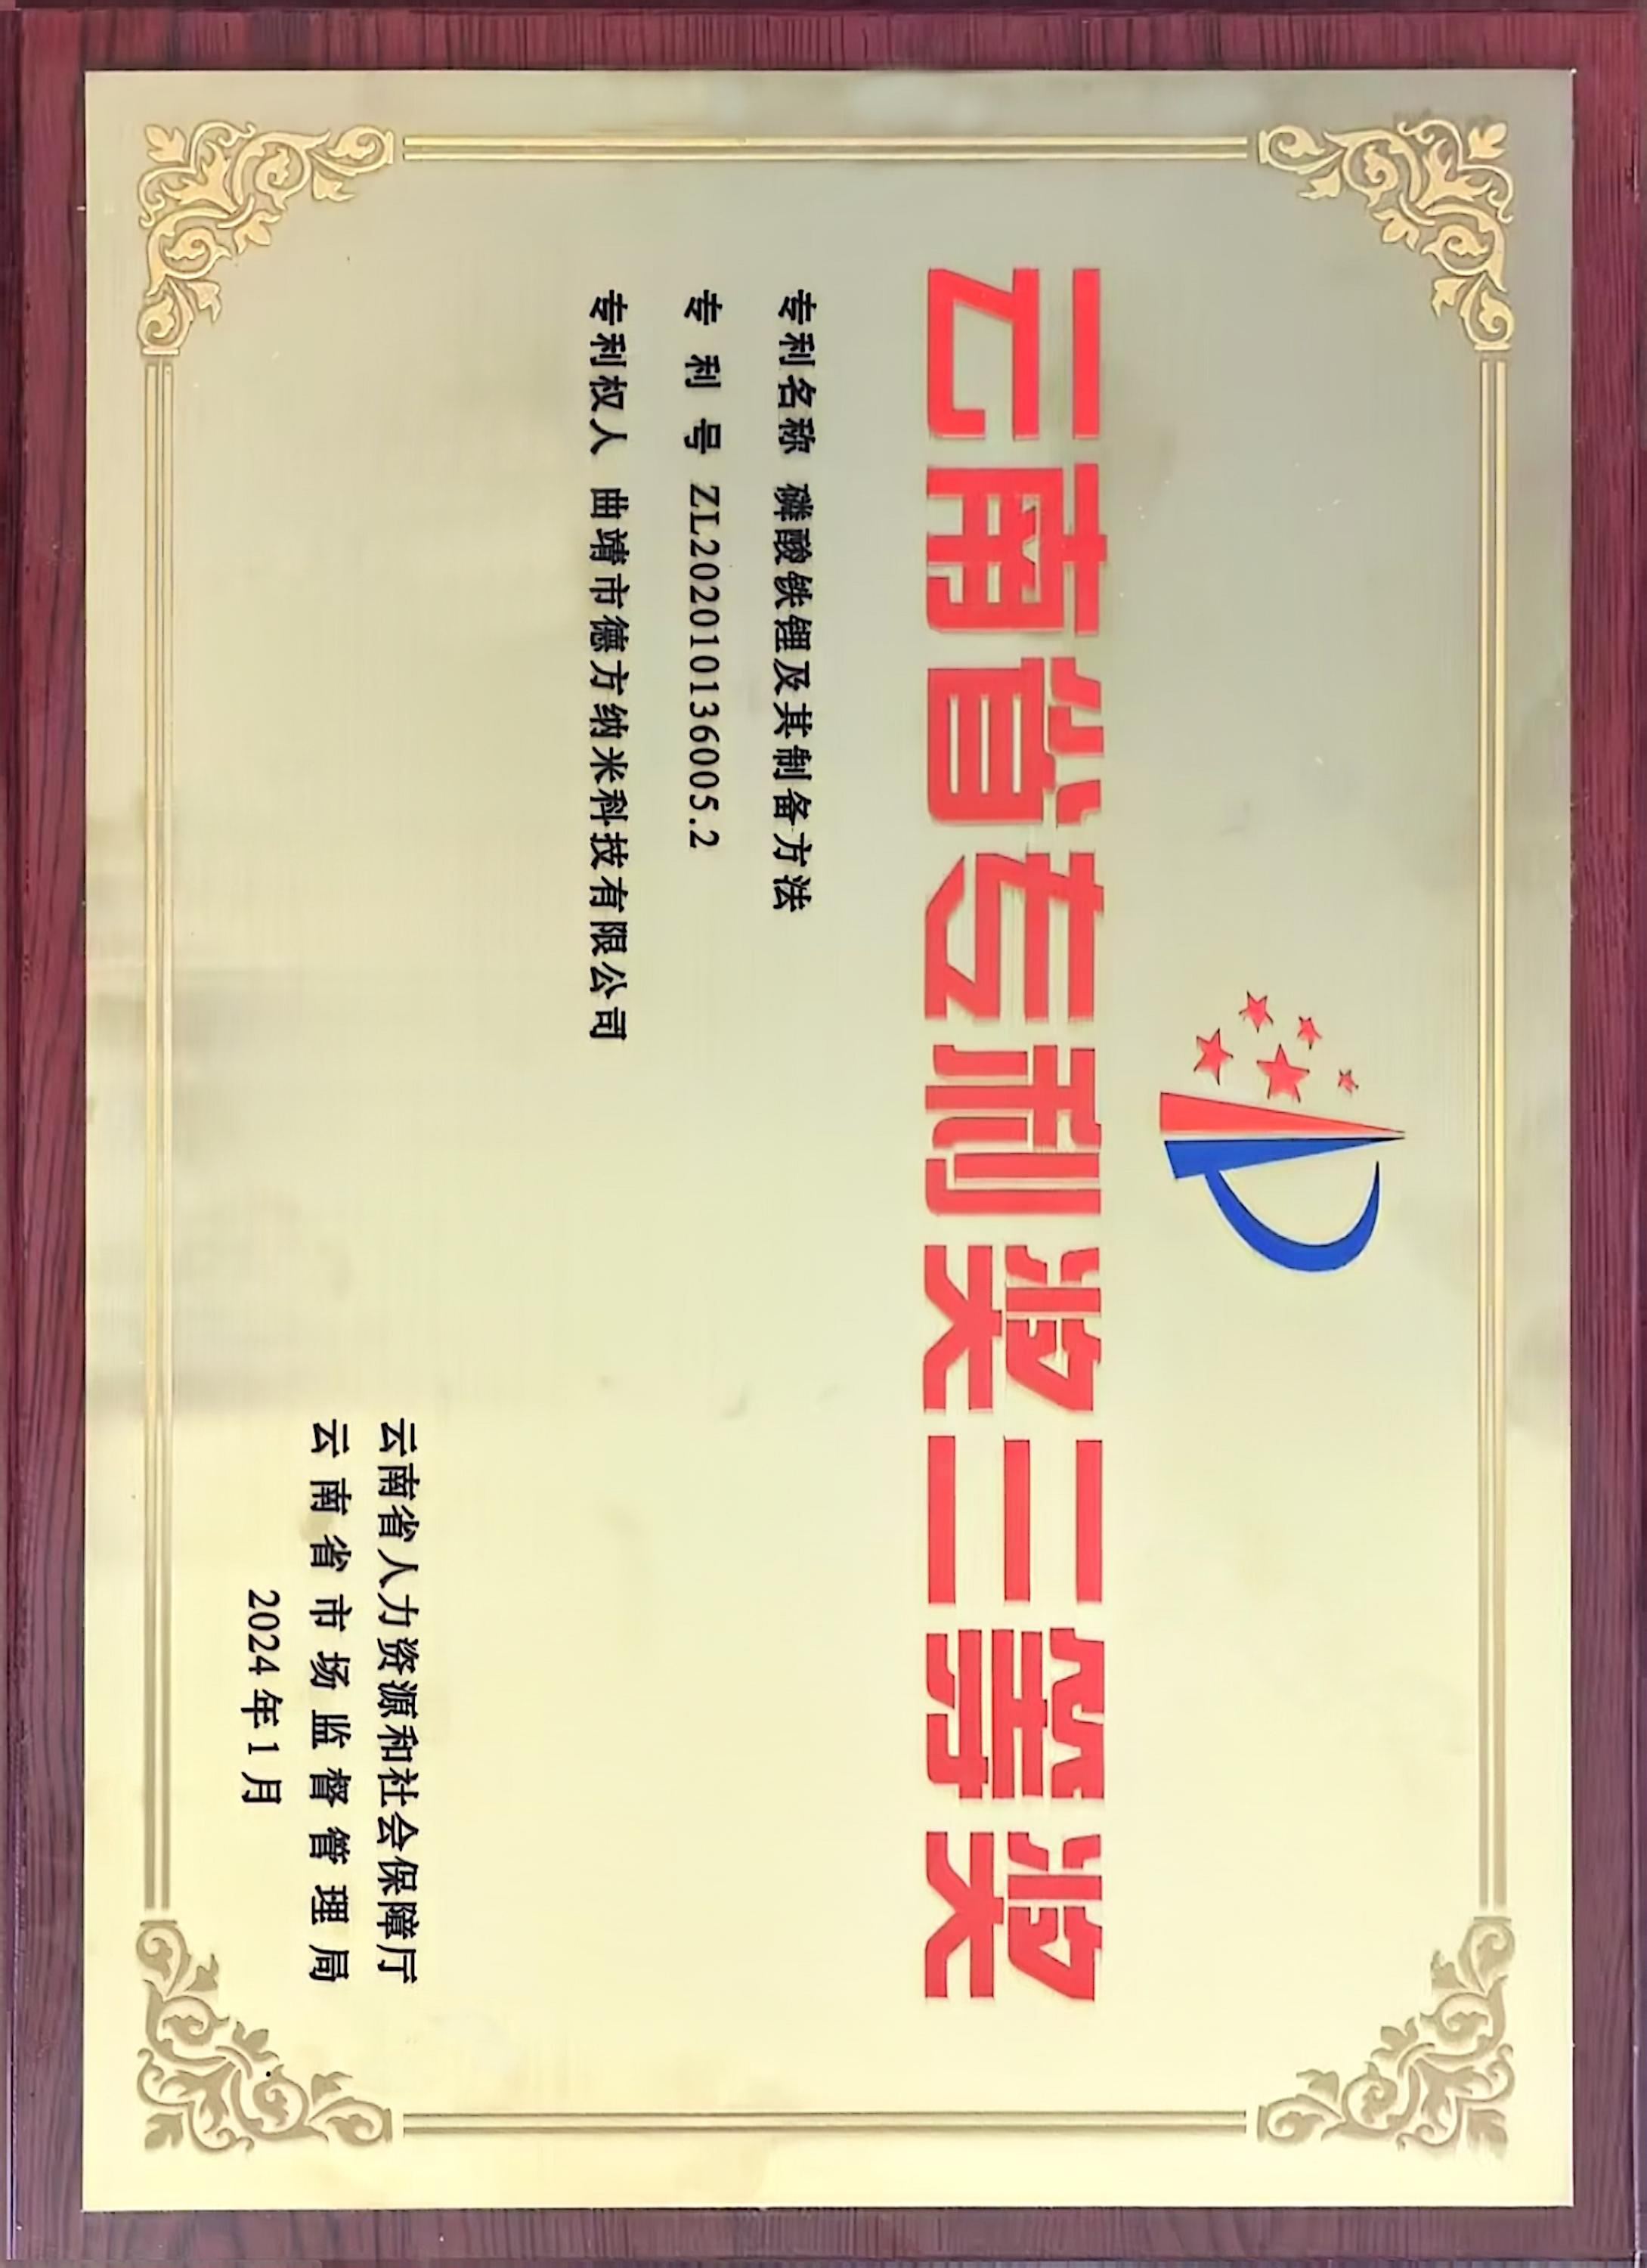 云南省专利奖三等奖
专利名称 磷酸铁锂及其制备方法
专利号 ZL202010136005.2
专利权人 曲靖市德方纳米科技有限公司
云南省人力资源和社会保障厅
云南省市场监督管理局
2024年1月